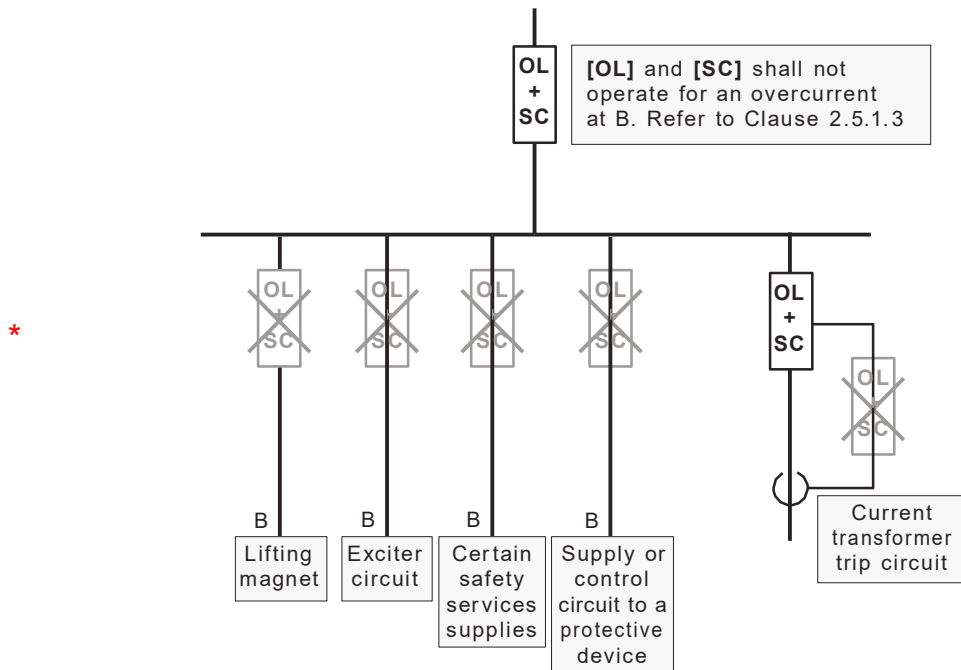 OL
+
SC
[OL] and [SC] shall not
operate for an overcurrent
at B. Refer to Clause 2.5.1.3
*
OL
+
SC
OL
+
SC
OL
+
SC
OL
+
SC
OL
+
SC
OL
+
SC
B
B
B
B
Lifting
magnet
Exciter
circuit
Certain
safety
services
supplies
Supply or
control
circuit to a
protective
device
Current
transformer
trip circuit